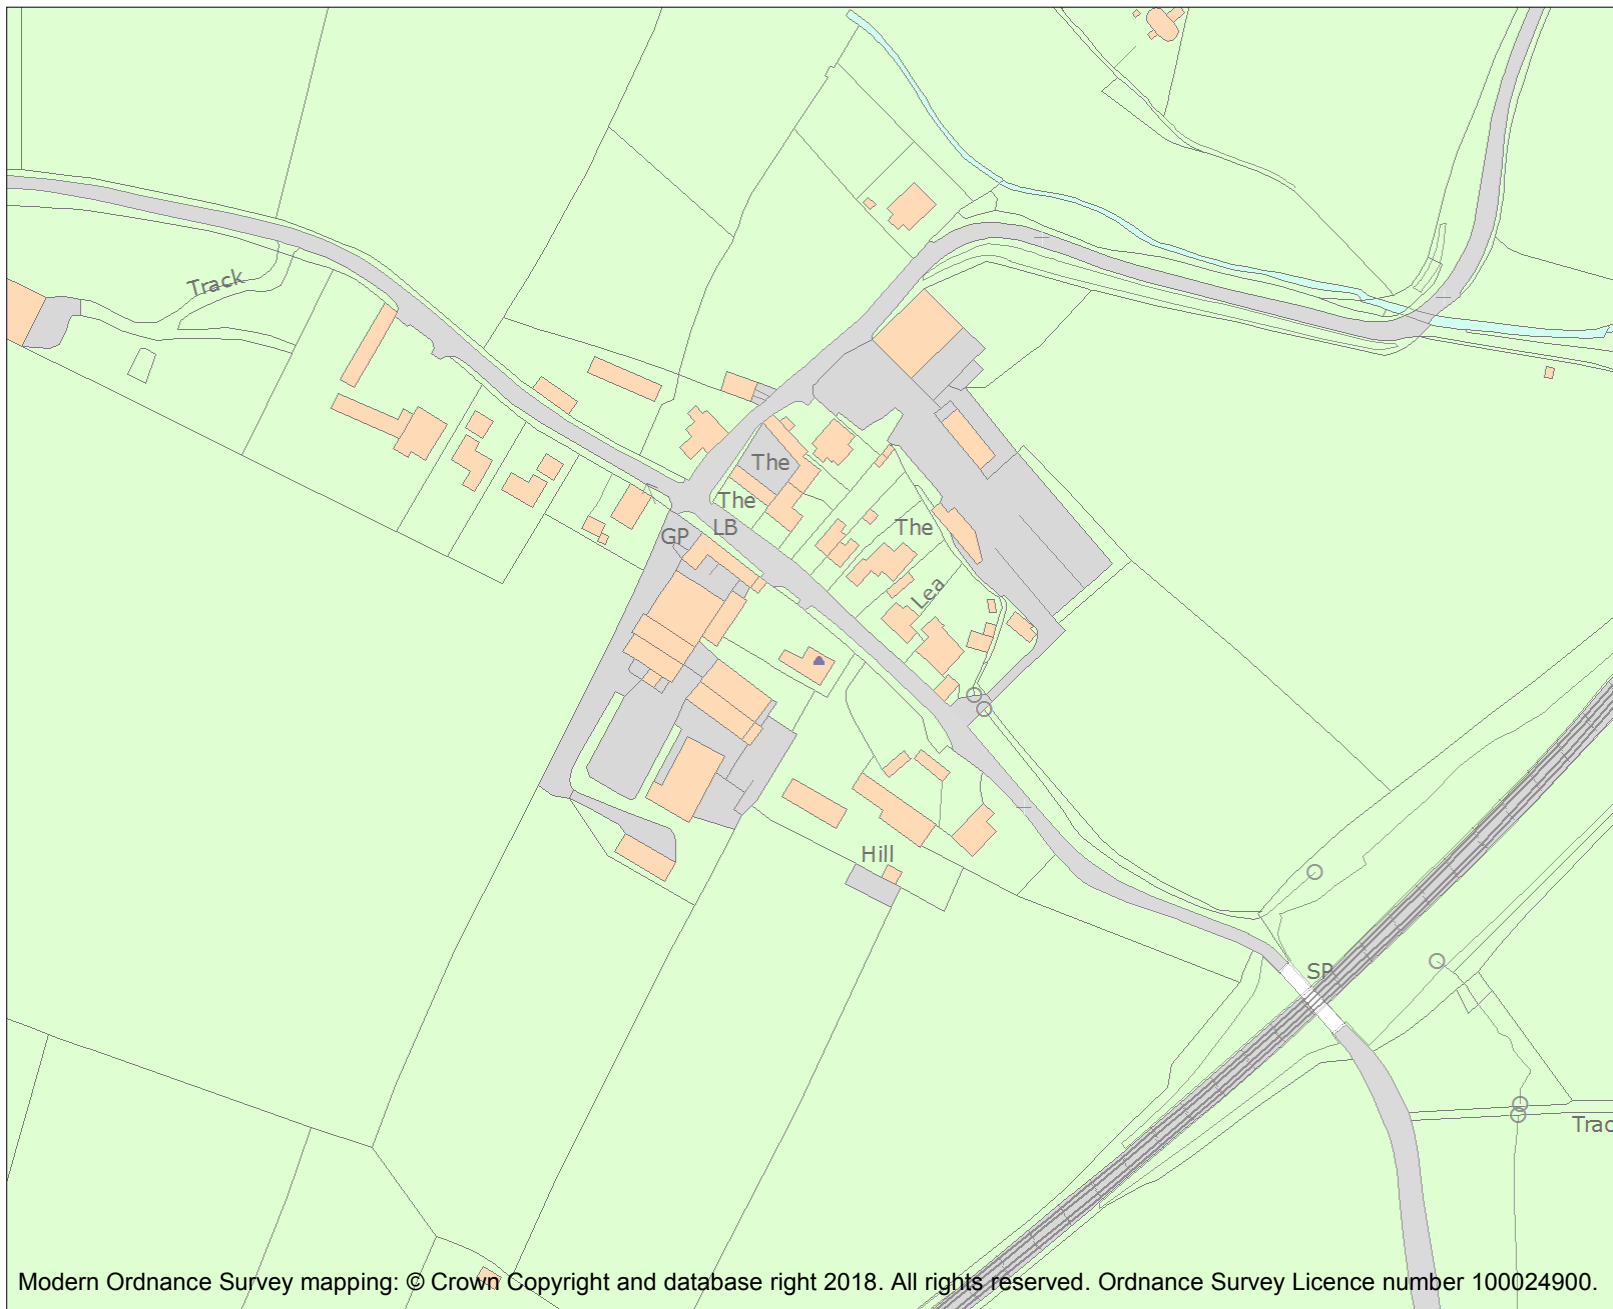 Track
The
The
LB
GP
The
Lea
Hill
SP
Trac
Modern Ordnance Survey mapping: © Crown Copyright and database right 2018. All rights reserved. Ordnance Survey Licence number 100024900.